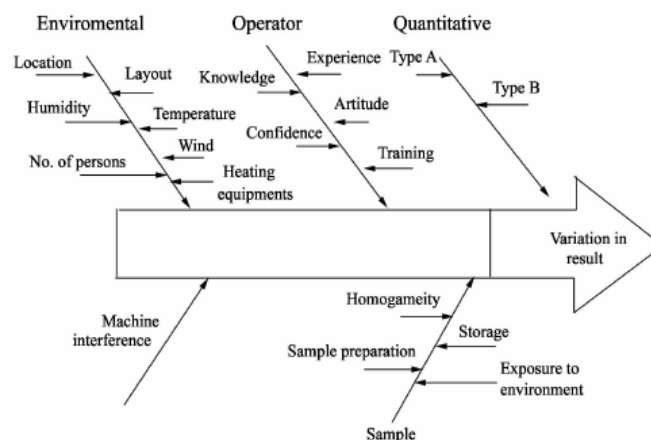 Enviromental
Operator
Quantitative
Location
Layout
Humidity
Temperature
Wind
No. of persons
Heating
equipments
Experience
Knowledge
Artitude
Confidence
Training
Type A
Type B
Variation in
result
Machine
interference
Homogameity
Storage
Sample preparation
Exposure to
environment
Sample